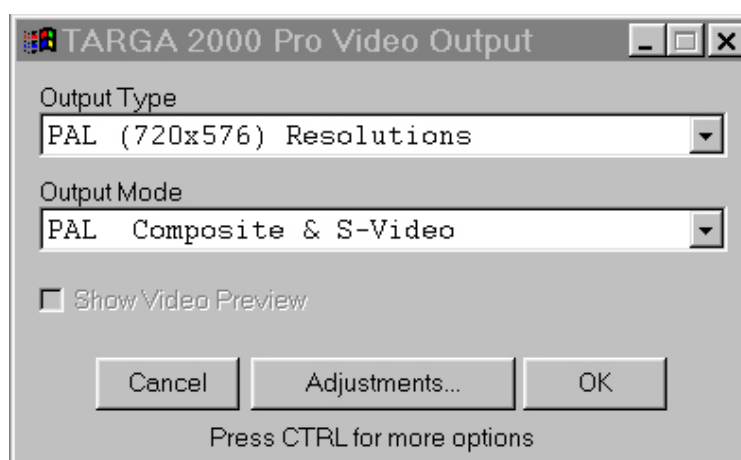 TARGA 2000 Pro Video Output
Output Type
PAL (720x576) Resolutions
Output Mode
PAL  Composite & S-Video
Show Video Preview
Cancel Adjustments... OK
Press CTRL for more options